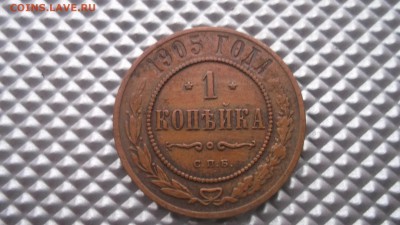 COINS.LAVE.RU
1905 ГОДА
* 1 *
КОПѢЙКА
С.П.Б.